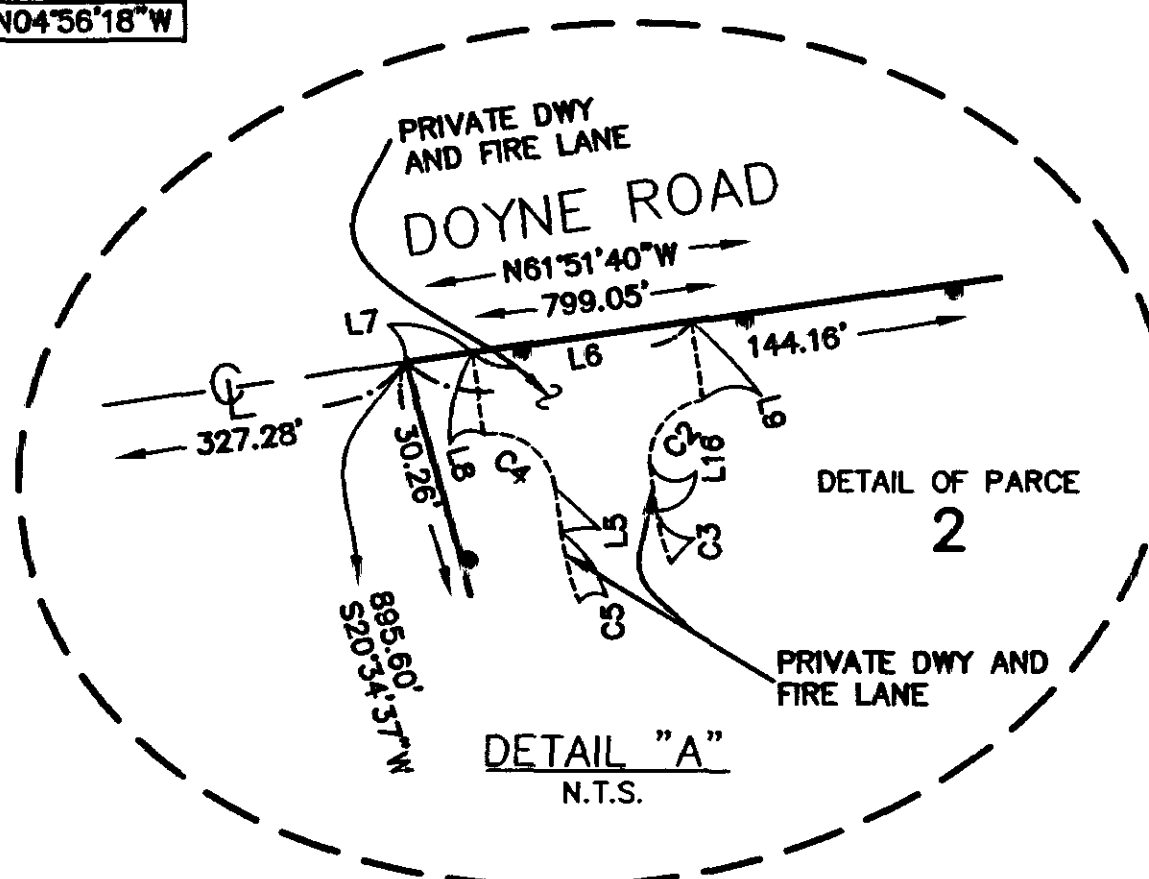 N04°56'18"W
PRIVATE DWY
AND FIRE LANE
DOYNE ROAD
N61°51'40"W
799.05'
L7
L6
144.16'
CL
327.28'
30.26'
L8
C4
L9
C2
L16
L5
C3
C5
DETAIL OF PARCE
2
895.60'
S20°34'37"W
PRIVATE DWY AND
FIRE LANE
DETAIL "A"
N.T.S.